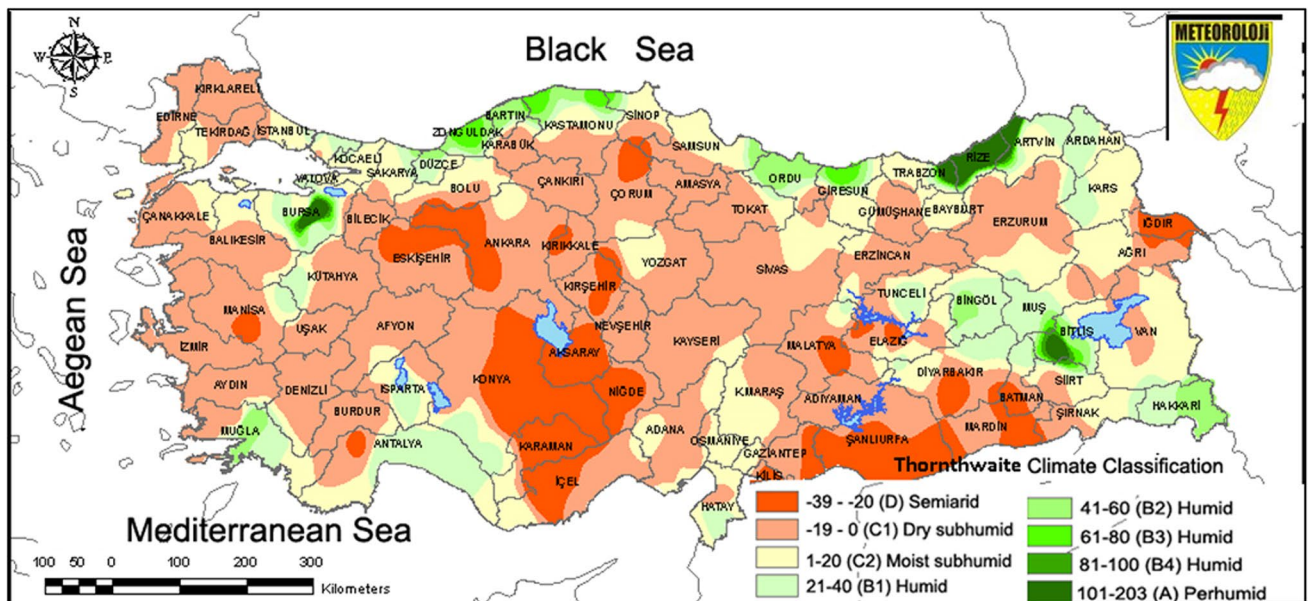 N
W
P
S
Black Sea
METEOROLOJİ
KIRKLARELİ
EDİRNE
TEKİRDAĞ
İSTANBUL
KOCAELİ
YALOVA
SAKARYA
DÜZCE
ZONGULDAK
BARTIN
KARABÜK
KASTAMONU
SİNOP
SAMSUN
BOLU
ÇANKIRI
ÇORUM
AMASYA
TOKAT
ORDU
GİRESUN
TRABZON
RİZE
ARTVİN
ARDAHAN
KARS
GÜMÜŞHANE
BAYBURT
ERZURUM
IĞDIR
AĞRI
ÇANAKKALE
BALIKESİR
BURSA
BİLECİK
ESKİŞEHİR
ANKARA
KIRIKKALE
KIRŞEHİR
YOZGAT
SİVAS
ERZİNCAN
TUNCELİ
BİNGÖL
MUŞ
BİTLİS
VAN
KÜTAHYA
MANİSA
UŞAK
AFYON
İZMİR
AYDIN
DENİZLİ
ISPARTA
BURDUR
MUĞLA
ANTALYA
KONYA
AKSARAY
NEVŞEHİR
NİĞDE
KAYSERİ
KARAMAN
İÇEL
ADANA
K.MARAŞ
OSMANİYE
HATAY
MALATYA
ELAZIĞ
ADIYAMAN
DİYARBAKIR
GAZİANTEP
KİLİS
ŞANLIURFA
MARDİN
BATMAN
SİİRT
ŞIRNAK
HAKKARİ
Aegean Sea
Mediterranean Sea
100 50 0 100 200 300
Kilometers
Thornthwaite Climate Classification
-39 - -20 (D) Semiarid
-19 - 0 (C1) Dry subhumid
1-20 (C2) Moist subhumid
21-40 (B1) Humid
41-60 (B2) Humid
61-80 (B3) Humid
81-100 (B4) Humid
101-203 (A) Perhumid